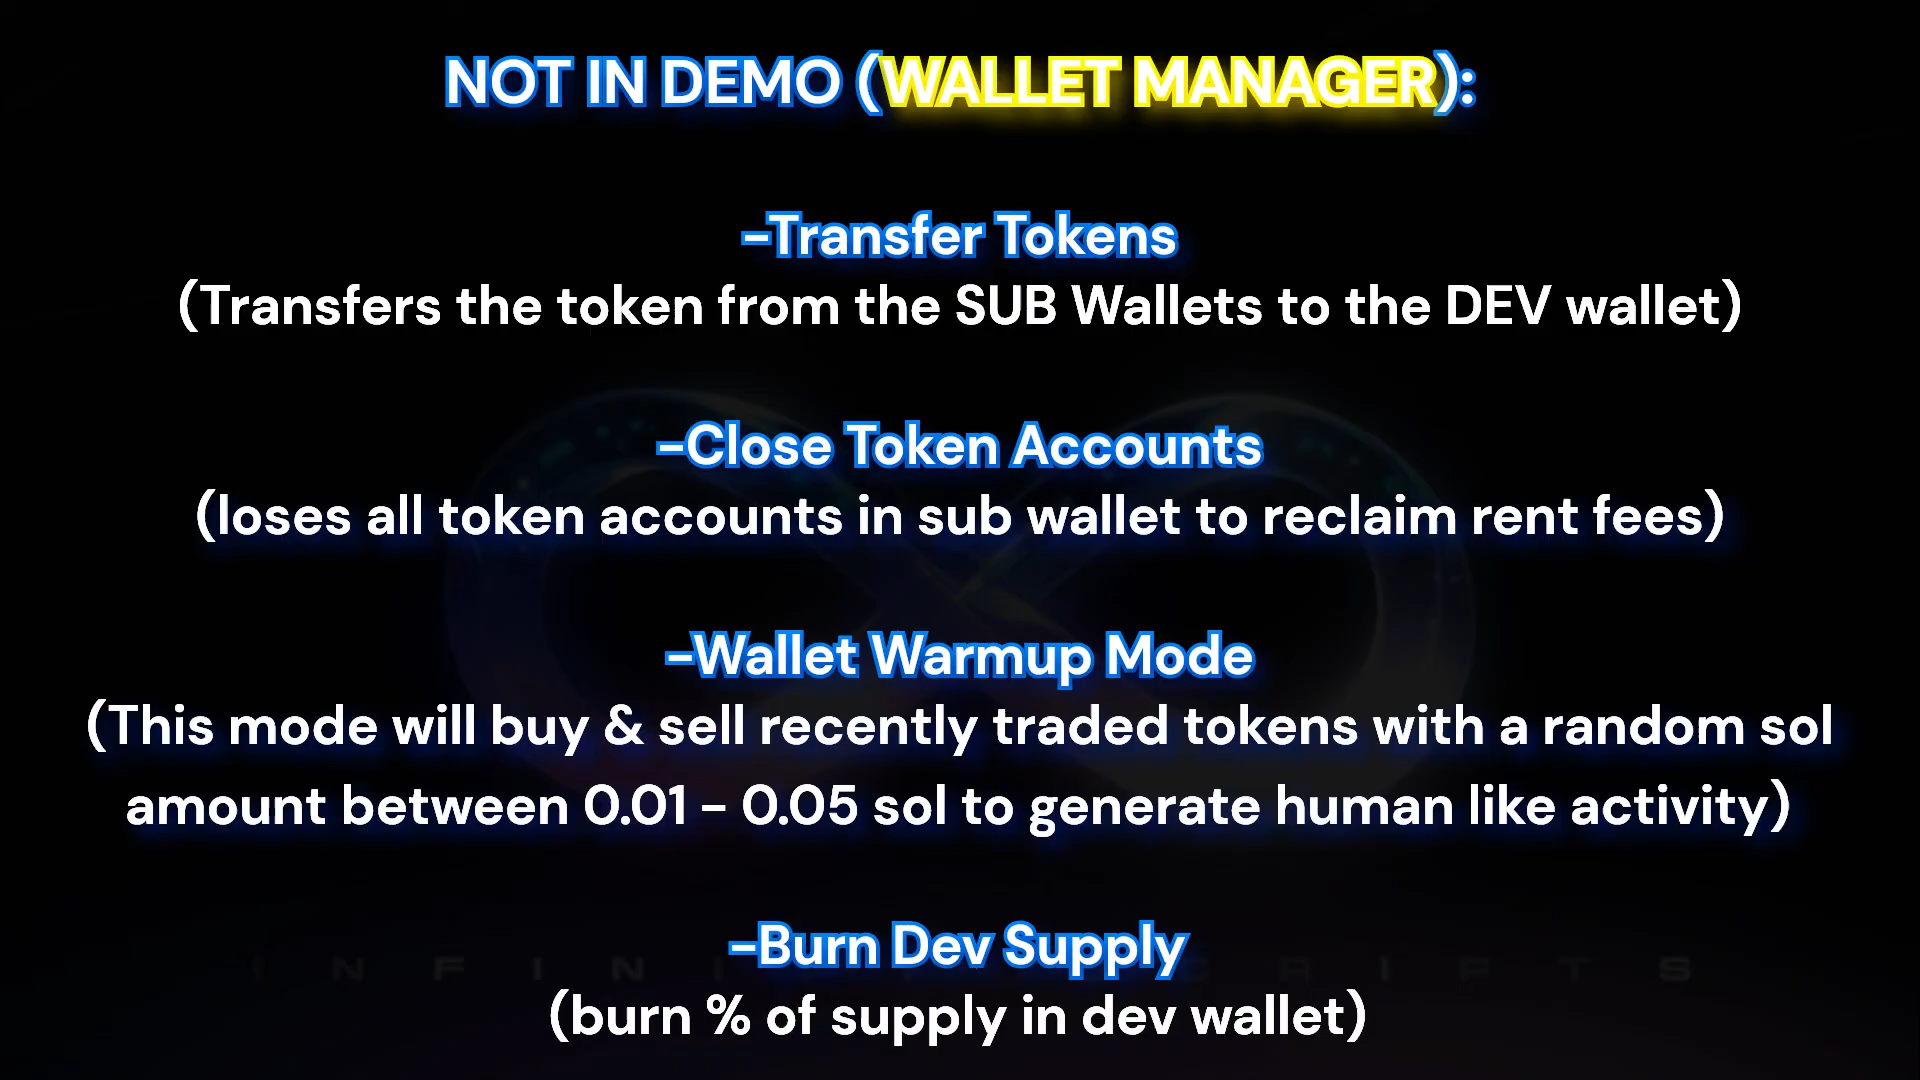 NOT IN DEMO (WALLET MANAGER):
-Transfer Tokens
(Transfers the token from the SUB Wallets to the DEV wallet)
-Close Token Accounts
(loses all token accounts in sub wallet to reclaim rent fees)
-Wallet Warmup Mode
(This mode will buy & sell recently traded tokens with a random sol
amount between 0.01 - 0.05 sol to generate human like activity)
-Burn Dev Supply
(burn % of supply in dev wallet)